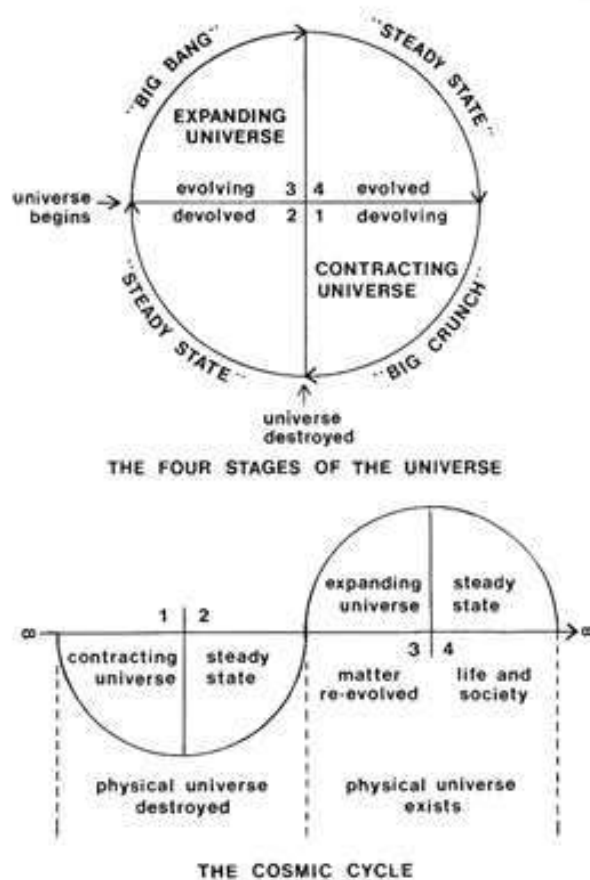 "BIG BANG"
"STEADY STATE"
EXPANDING
UNIVERSE
universe
begins
evolving 3 4 evolved
devolved 2 1 devolving
CONTRACTING
UNIVERSE
"STEADY STATE"
"BIG CRUNCH"
universe
destroyed
THE FOUR STAGES OF THE UNIVERSE
expanding
universe
steady
state
1 2
∞ ∞
contracting
universe
steady
state
3 4
matter
re-evolved
life and
society
physical universe
destroyed
physical universe
exists
THE COSMIC CYCLE